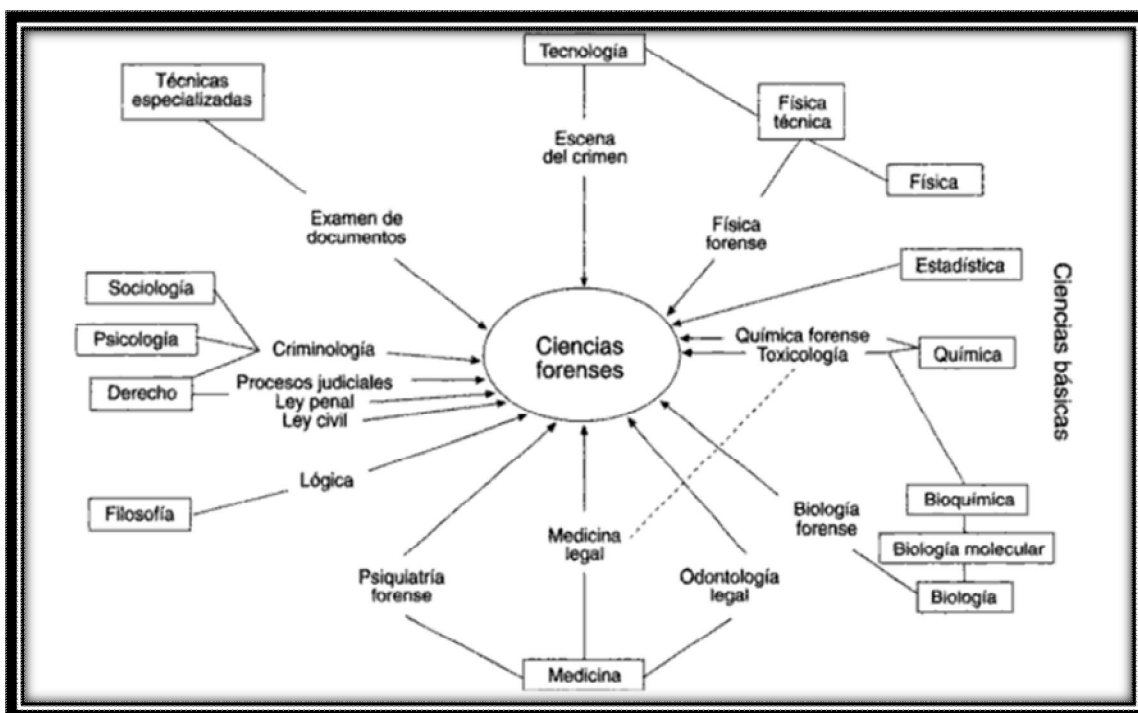 Tecnología
Técnicas
especializadas
Física
técnica
Escena
del crimen
Física
Examen de
documentos
Física
forense
Estadística
Sociología
Ciencias básicas
Psicología
Criminología
Ciencias
forenses
Química forense
Toxicología
Química
Derecho
Procesos judiciales
Ley penal
Ley civil
Lógica
Filosofía
Bioquímica
Biología
forense
Medicina
legal
Biología molecular
Psiquiatría
forense
Odontología
legal
Biología
Medicina